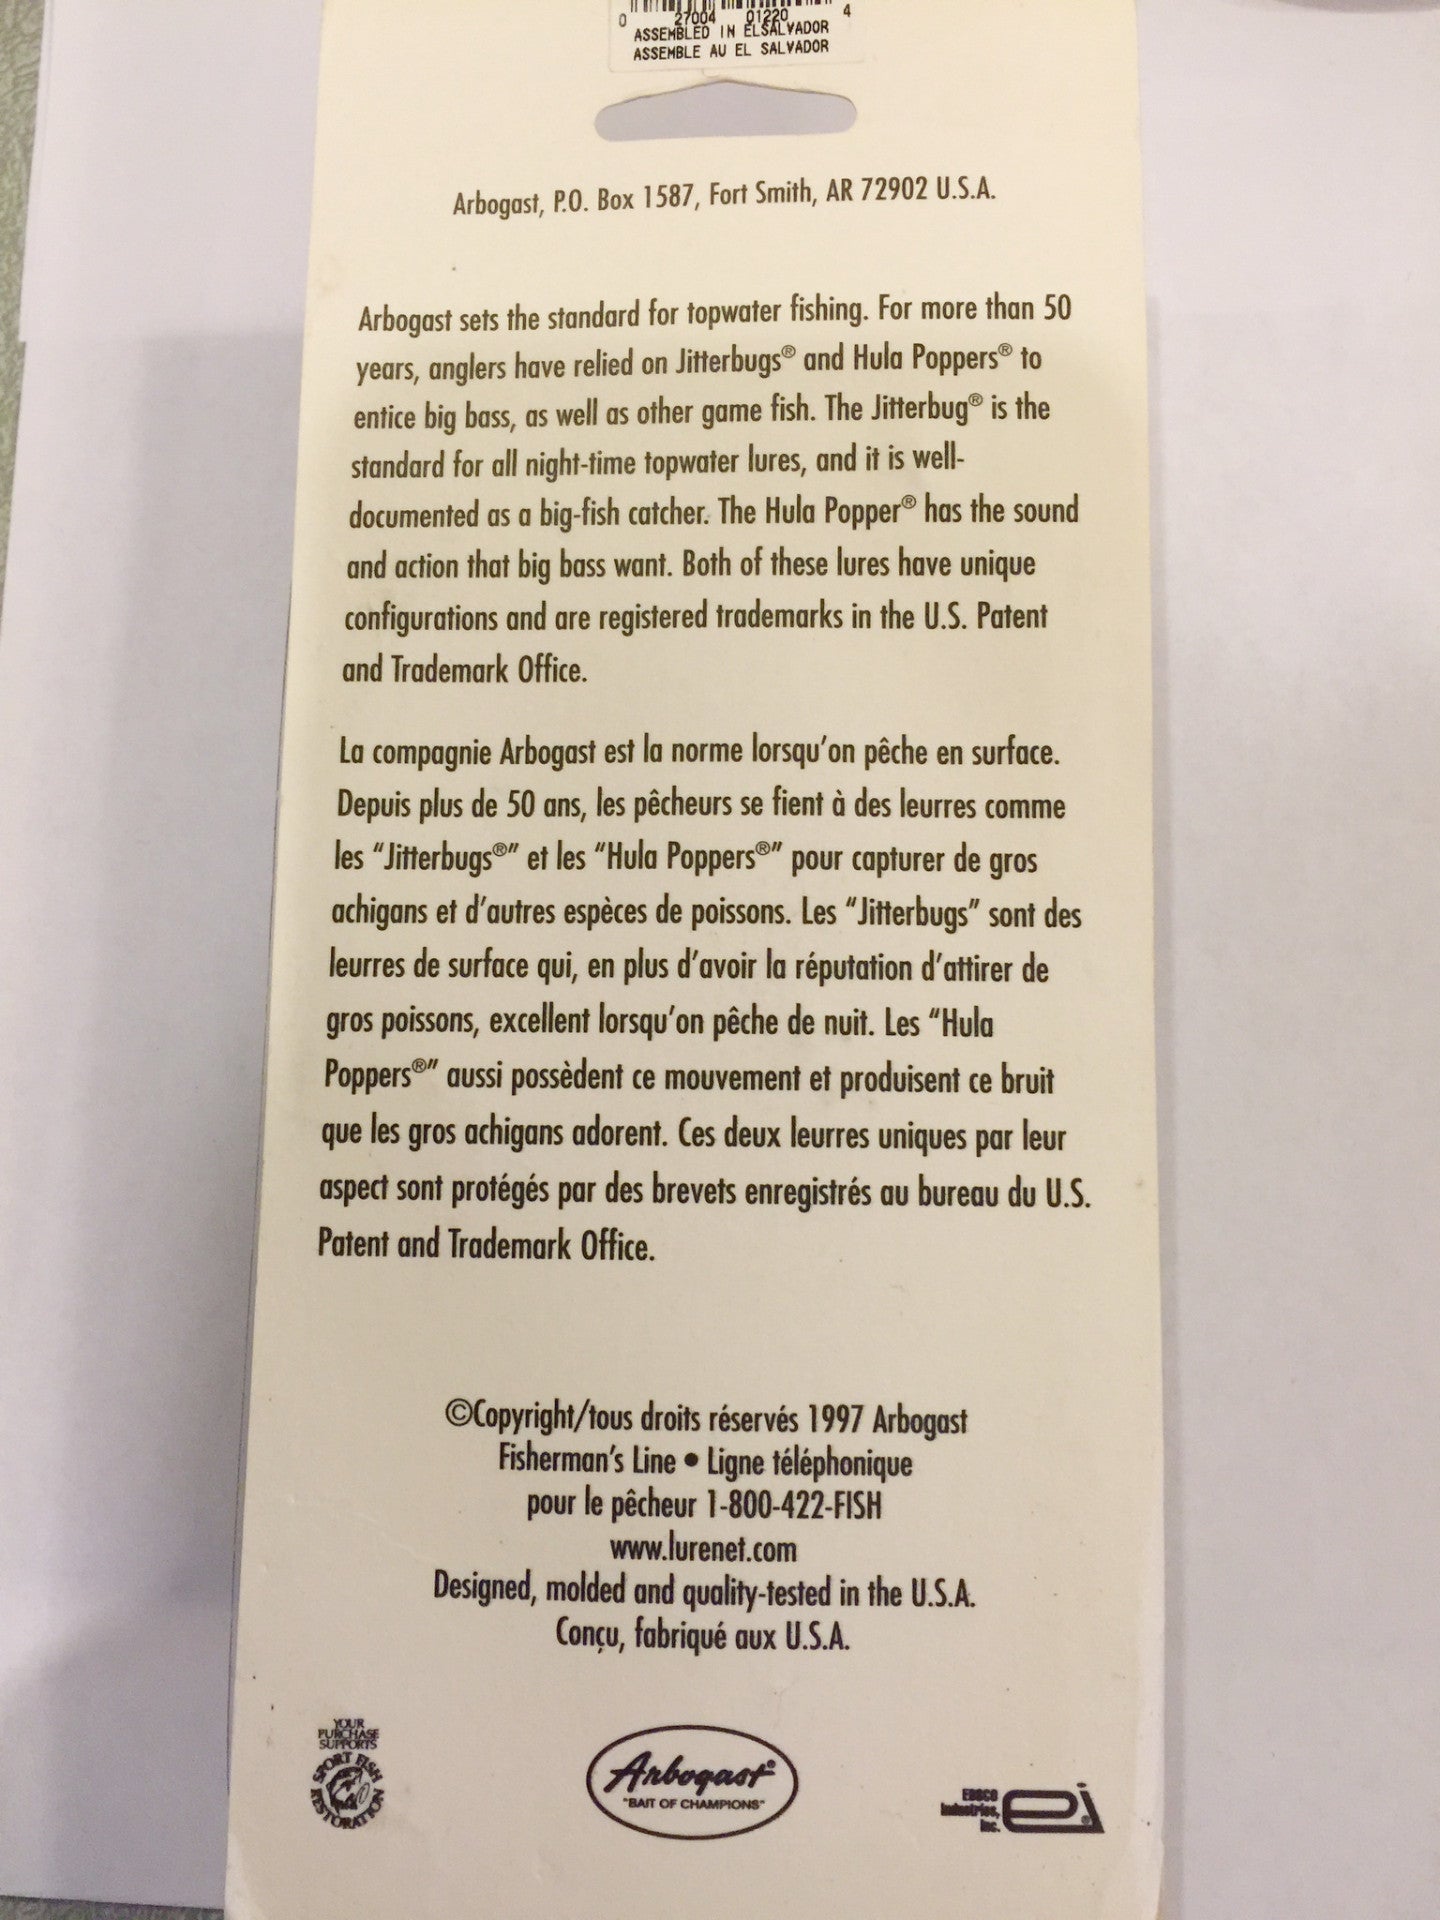 0 27004 01220 4
ASSEMBLED IN ELSALVADOR
ASSEMBLE AU EL SALVADOR
Arbogast, P.O. Box 1587, Fort Smith, AR 72902 U.S.A.
Arbogast sets the standard for topwater fishing. For more than 50
years, anglers have relied on Jitterbugs® and Hula Poppers® to
entice big bass, as well as other game fish. The Jitterbug® is the
standard for all night-time topwater lures, and it is well-
documented as a big-fish catcher. The Hula Popper® has the sound
and action that big bass want. Both of these lures have unique
configurations and are registered trademarks in the U.S. Patent
and Trademark Office.
La compagnie Arbogast est la norme lorsqu'on pêche en surface.
Depuis plus de 50 ans, les pêcheurs se fient à des leurres comme
les “Jitterbugs®” et les “Hula Poppers®” pour capturer de gros
achigans et d'autres espèces de poissons. Les “Jitterbugs” sont des
leurres de surface qui, en plus d'avoir la réputation d'attirer de
gros poissons, excellent lorsqu'on pêche de nuit. Les “Hula
Poppers®” aussi possèdent ce mouvement et produisent ce bruit
que les gros achigans adorent. Ces deux leurres uniques par leur
aspect sont protégés par des brevets enregistrés au bureau du U.S.
Patent and Trademark Office.
©Copyright/tous droits réservés 1997 Arbogast
Fisherman's Line • Ligne téléphonique
pour le pêcheur 1-800-422-FISH
www.lurenet.com
Designed, molded and quality-tested in the U.S.A.
Conçu, fabriqué aux U.S.A.
YOUR
PURCHASE
SUPPORTS
SPORT FISH
RESTORATION
Arbogast®
"BAIT OF CHAMPIONS"
EBSCO
Industries,
Inc.
ei®